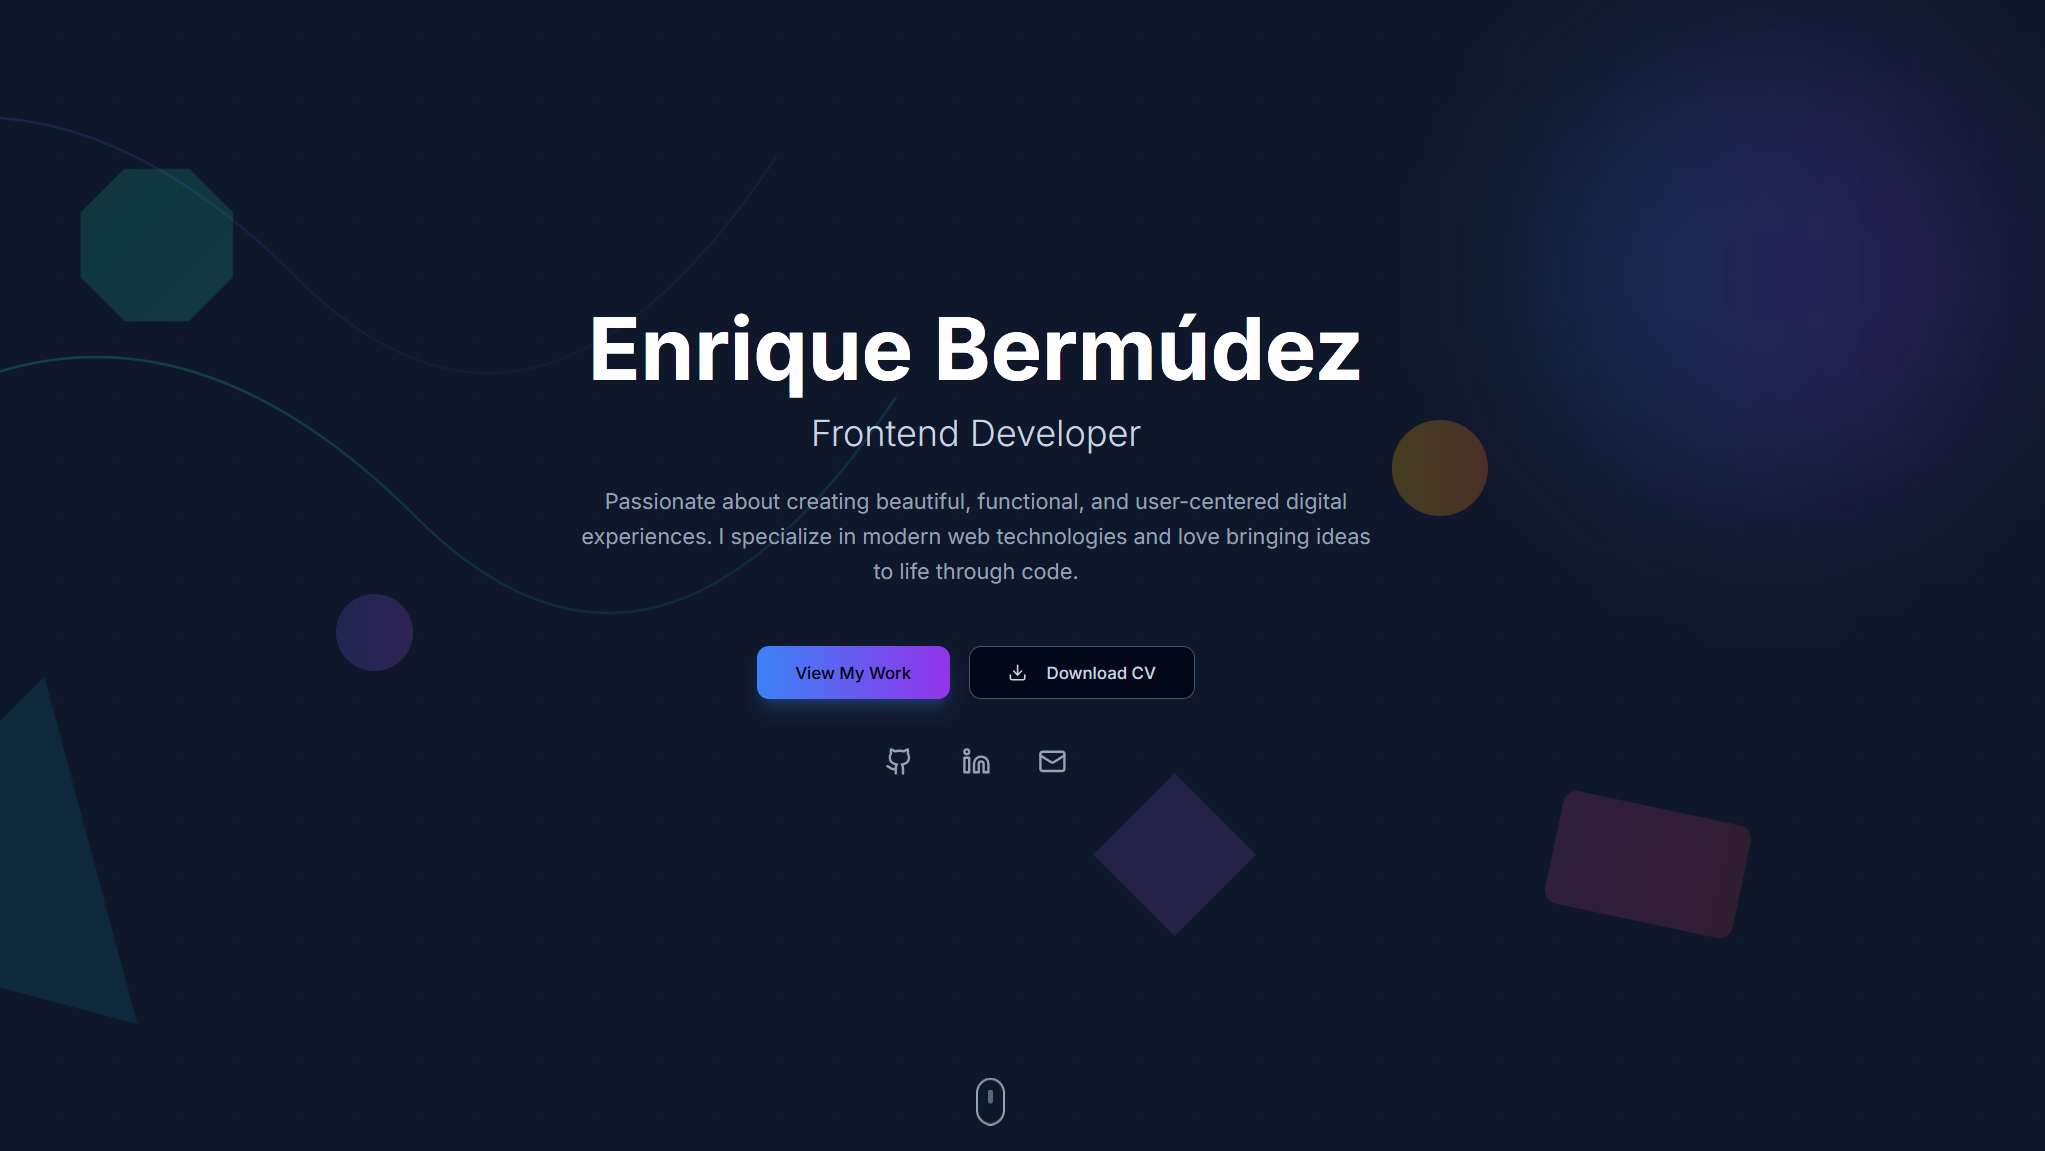 Enrique Bermúdez
Frontend Developer
Passionate about creating beautiful, functional, and user-centered digital
experiences. I specialize in modern web technologies and love bringing ideas
to life through code.
View My Work
Download CV